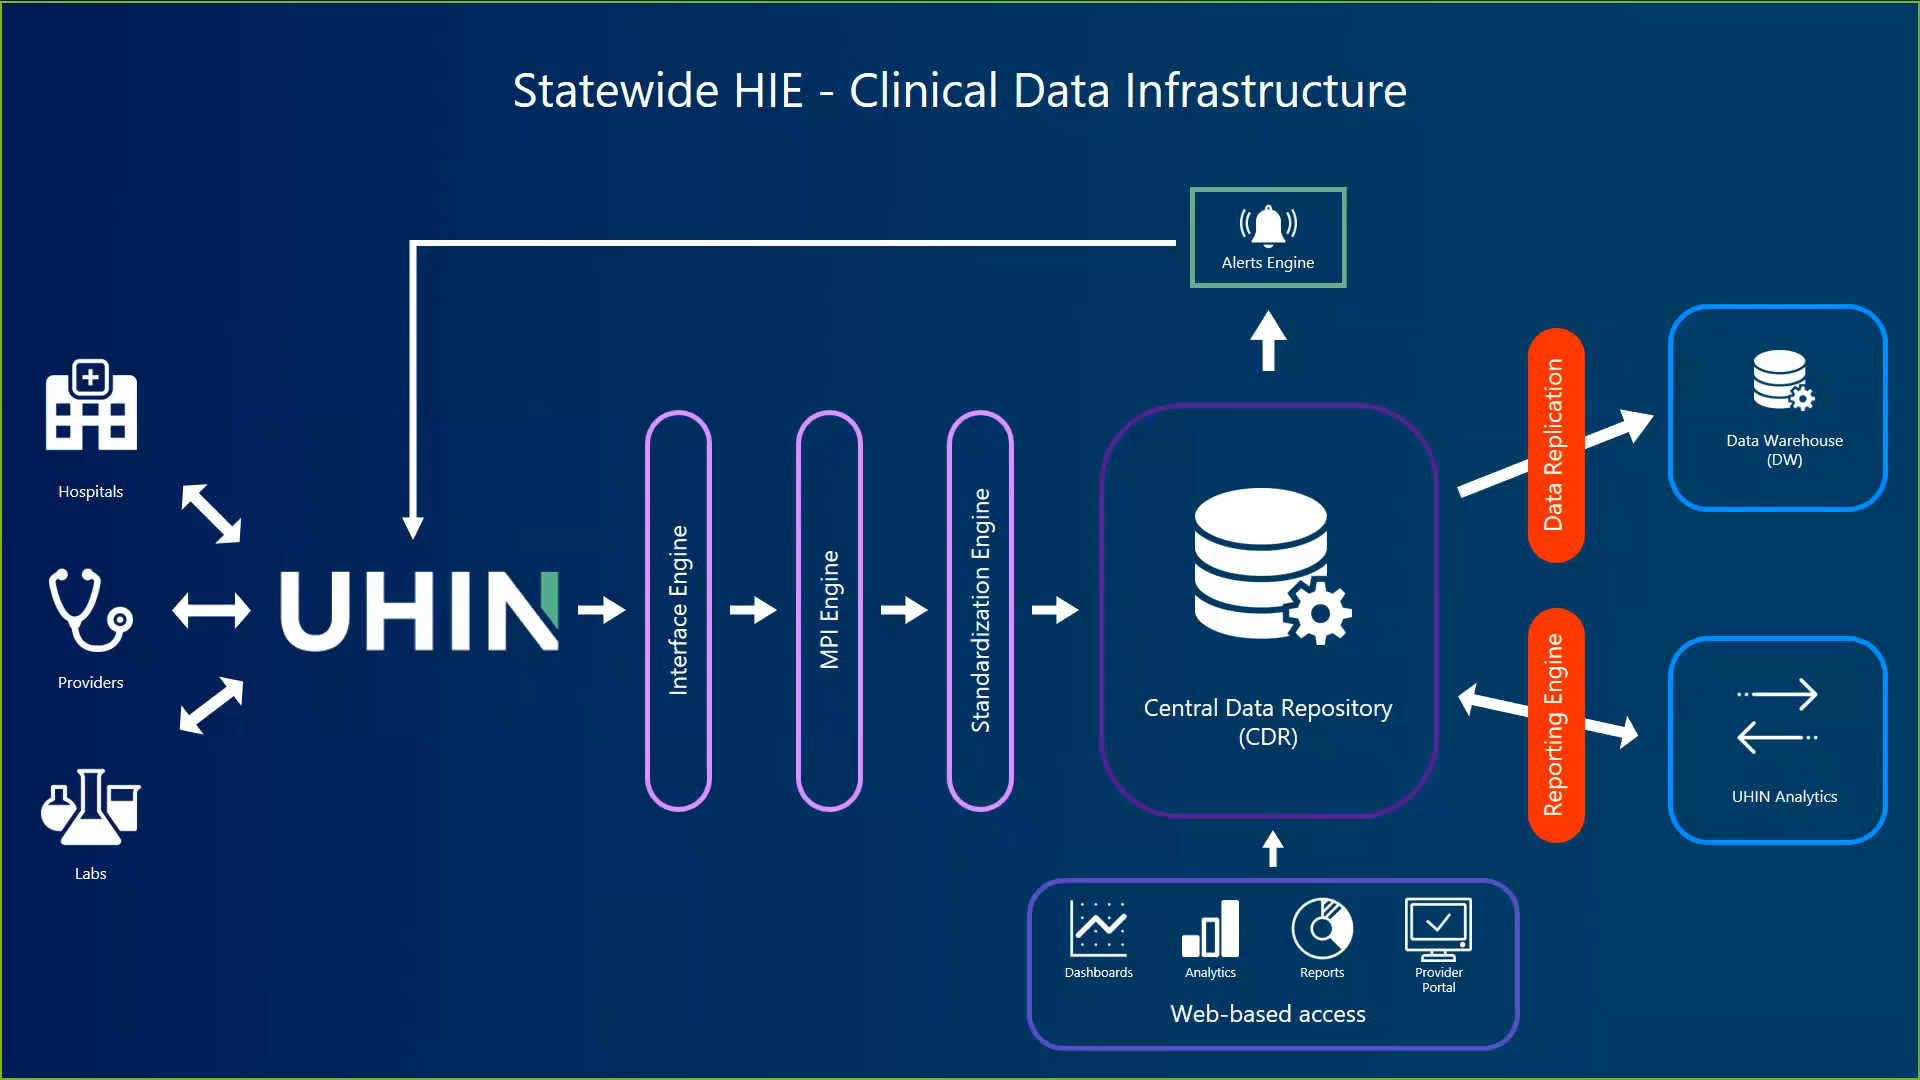 Statewide HIE - Clinical Data Infrastructure
Alerts Engine
Hospitals
Providers
Labs
UHIN
Interface Engine
MPI Engine
Standardization Engine
Central Data Repository
(CDR)
Data Replication
Data Warehouse
(DW)
Reporting Engine
UHIN Analytics
Dashboards
Analytics
Reports
Provider
Portal
Web-based access